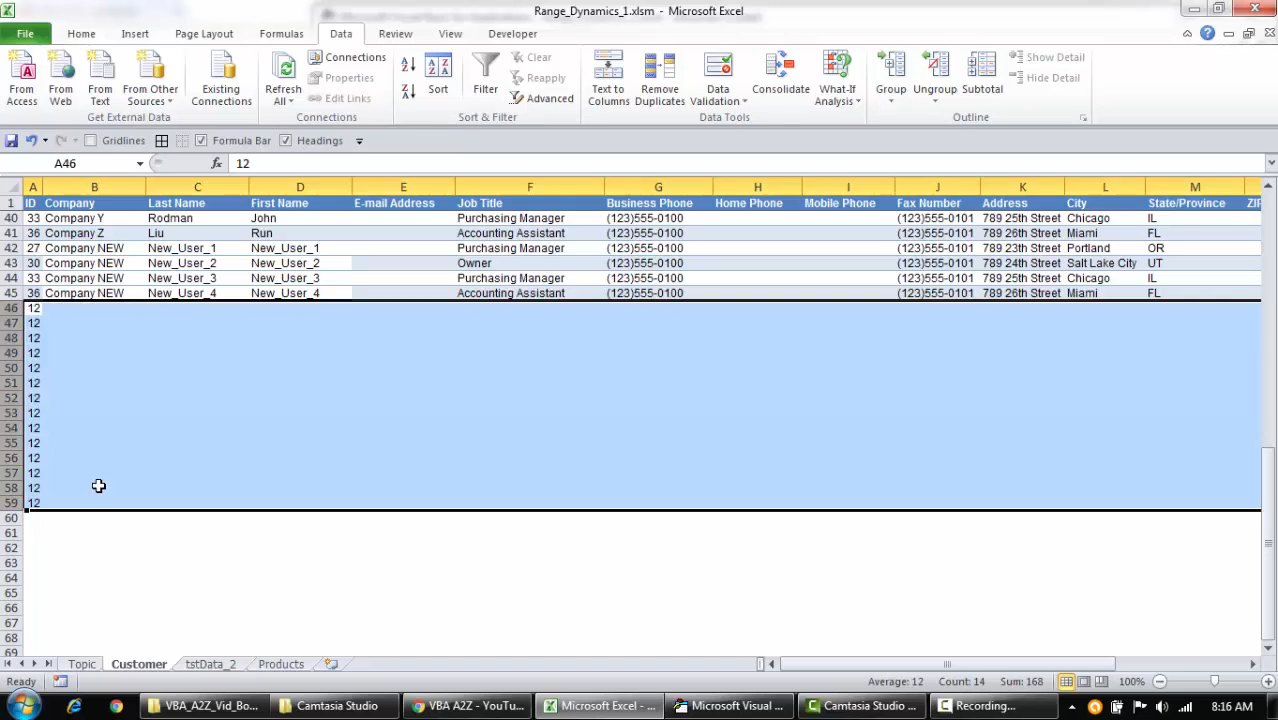 Range_Dynamics_1.xlsm - Microsoft Excel
File Home Insert Page Layout Formulas Data Review View Developer
From Access From Web From Text From Other Sources Existing Connections Refresh All Connections Properties Edit Links Sort Filter Clear Reapply Advanced Text to Columns Remove Duplicates Data Validation Consolidate What-If Analysis Group Ungroup Subtotal Show Detail Hide Detail
Get External Data Connections Sort & Filter Data Tools Outline
Gridlines Formula Bar Headings
A46 fx 12
A B C D E F G H I J K L M
1 ID Company Last Name First Name E-mail Address Job Title Business Phone Home Phone Mobile Phone Fax Number Address City State/Province ZIP
40 33 Company Y Rodman John Purchasing Manager (123)555-0100 (123)555-0101 789 25th Street Chicago IL
41 36 Company Z Liu Run Accounting Assistant (123)555-0100 (123)555-0101 789 26th Street Miami FL
42 27 Company NEW New_User_1 New_User_1 Purchasing Manager (123)555-0100 (123)555-0101 789 23th Street Portland OR
43 30 Company NEW New_User_2 New_User_2 Owner (123)555-0100 (123)555-0101 789 24th Street Salt Lake City UT
44 33 Company NEW New_User_3 New_User_3 Purchasing Manager (123)555-0100 (123)555-0101 789 25th Street Chicago IL
45 36 Company NEW New_User_4 New_User_4 Accounting Assistant (123)555-0100 (123)555-0101 789 26th Street Miami FL
46 12
47 12
48 12
49 12
50 12
51 12
52 12
53 12
54 12
55 12
56 12
57 12
58 12
59 12
60
61
62
63
64
65
66
67
68
69
Topic Customer tstData_2 Products
Ready Average: 12 Count: 14 Sum: 168 100%
VBA_A2Z_Vid_Bo... Camtasia Studio VBA A2Z - YouTu... Microsoft Excel - ... Microsoft Visual ... Camtasia Studio ... Recording... 8:16 AM